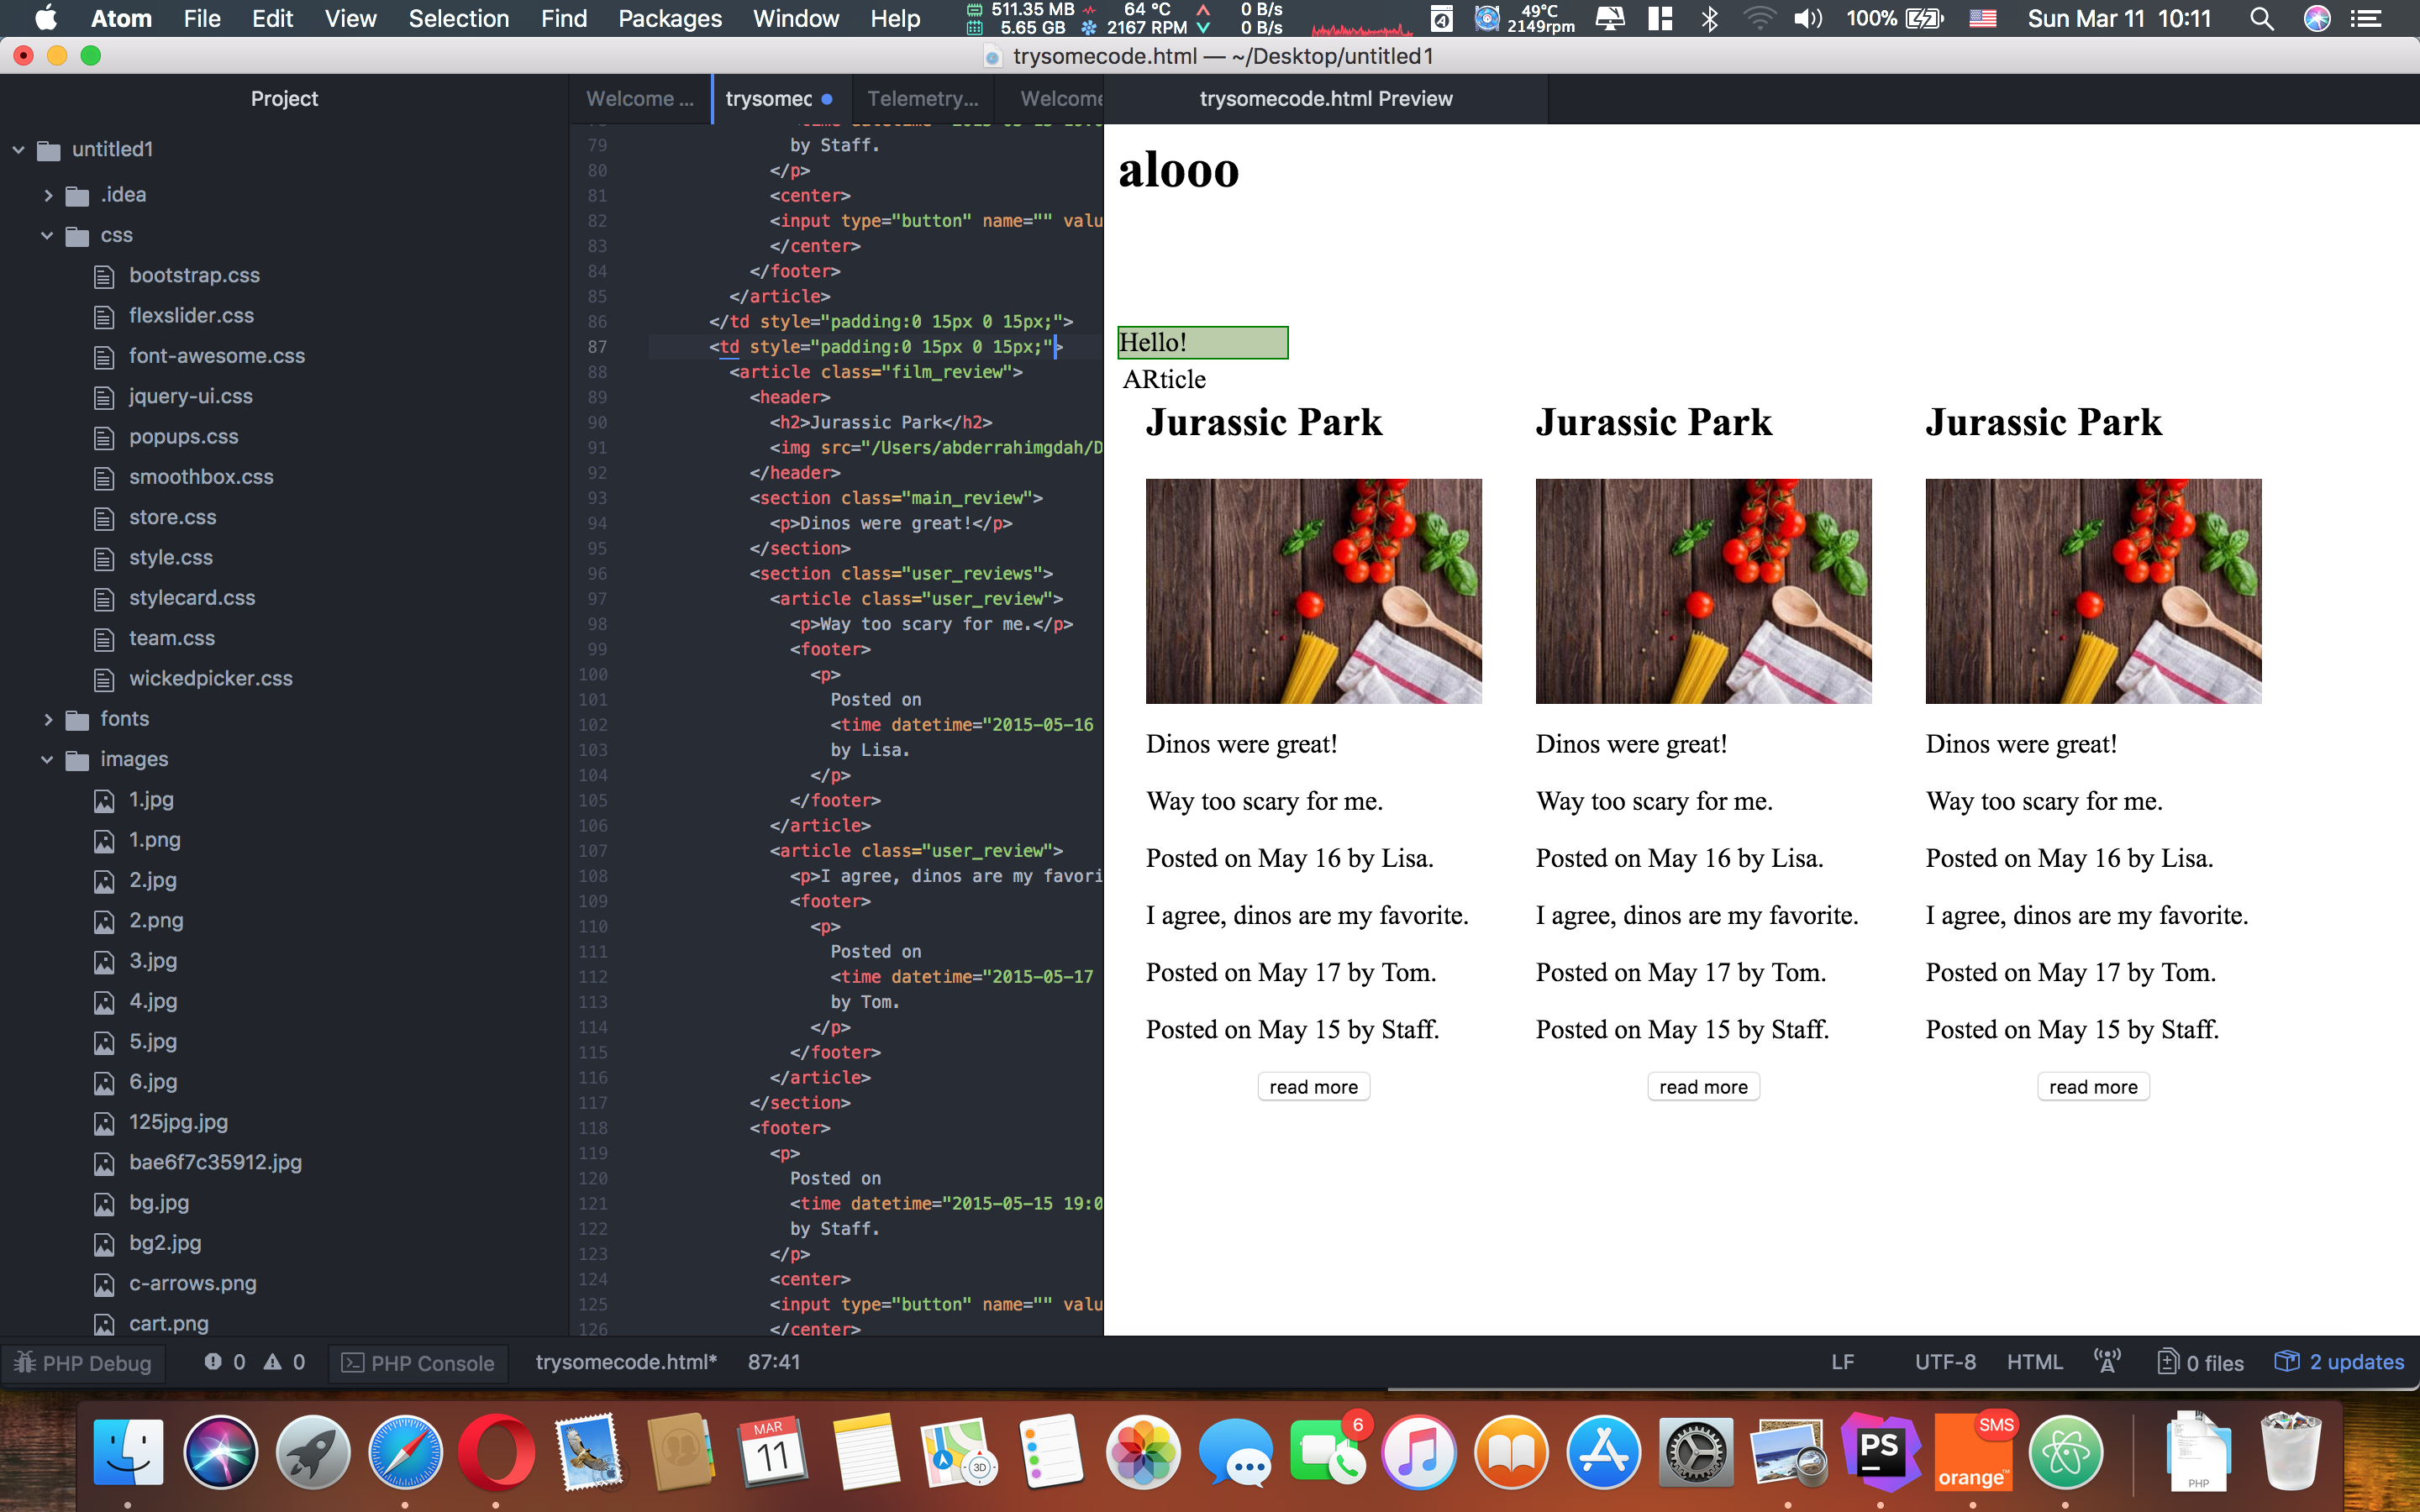 Atom File Edit View Selection Find Packages Window Help 511.35 MB 64 °C 0 B/s 49°C 100% Sun Mar 11 10:11
5.65 GB 2167 RPM 0 B/s 2149rpm
trysomecode.html — ~/Desktop/untitled1
Project
Welcome ... trysomec Telemetry... Welcome
trysomecode.html Preview
untitled1
.idea
css
bootstrap.css
flexslider.css
font-awesome.css
jquery-ui.css
popups.css
smoothbox.css
store.css
style.css
stylecard.css
team.css
wickedpicker.css
fonts
images
1.jpg
1.png
2.jpg
2.png
3.jpg
4.jpg
5.jpg
6.jpg
125jpg.jpg
bae6f7c35912.jpg
bg.jpg
bg2.jpg
c-arrows.png
cart.png
79 by Staff.
80 </p>
81 <center>
82 <input type="button" name="" valu
83 </center>
84 </footer>
85 </article>
86 </td style="padding:0 15px 0 15px;">
87 <td style="padding:0 15px 0 15px;">
88 <article class="film_review">
89 <header>
90 <h2>Jurassic Park</h2>
91 <img src="/Users/abderrahimgdah/D
92 </header>
93 <section class="main_review">
94 <p>Dinos were great!</p>
95 </section>
96 <section class="user_reviews">
97 <article class="user_review">
98 <p>Way too scary for me.</p>
99 <footer>
100 <p>
101 Posted on
102 <time datetime="2015-05-16
103 by Lisa.
104 </p>
105 </footer>
106 </article>
107 <article class="user_review">
108 <p>I agree, dinos are my favori
109 <footer>
110 <p>
111 Posted on
112 <time datetime="2015-05-17
113 by Tom.
114 </p>
115 </footer>
116 </article>
117 </section>
118 <footer>
119 <p>
120 Posted on
121 <time datetime="2015-05-15 19:0
122 by Staff.
123 </p>
124 <center>
125 <input type="button" name="" valu
126 </center>
alooo
Hello!
ARticle
Jurassic Park Jurassic Park Jurassic Park
Dinos were great! Dinos were great! Dinos were great!
Way too scary for me. Way too scary for me. Way too scary for me.
Posted on May 16 by Lisa. Posted on May 16 by Lisa. Posted on May 16 by Lisa.
I agree, dinos are my favorite. I agree, dinos are my favorite. I agree, dinos are my favorite.
Posted on May 17 by Tom. Posted on May 17 by Tom. Posted on May 17 by Tom.
Posted on May 15 by Staff. Posted on May 15 by Staff. Posted on May 15 by Staff.
read more read more read more
PHP Debug 0 0 PHP Console trysomecode.html* 87:41 LF UTF-8 HTML 0 files 2 updates
MAR
11
3D
6
PS
SMS
orange
PHP